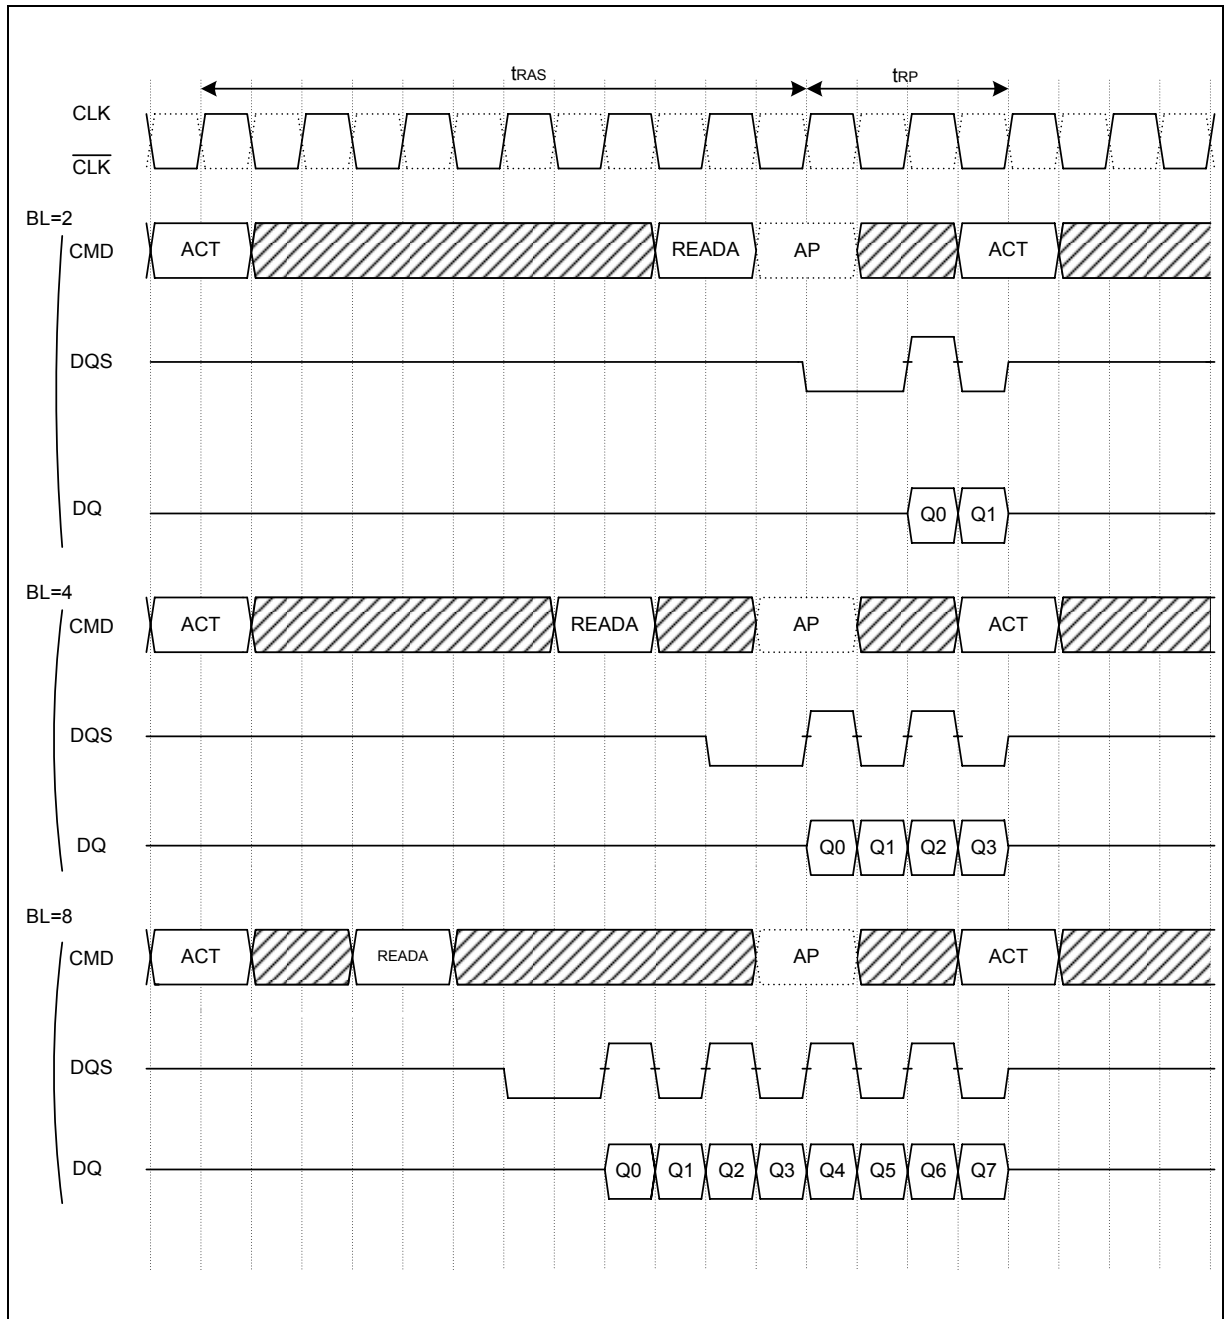 tRAS tRP
CLK
CLK
BL=2
CMD ACT READA AP ACT
DQS
DQ Q0 Q1
BL=4
CMD ACT READA AP ACT
DQS
DQ Q0 Q1 Q2 Q3
BL=8
CMD ACT READA AP ACT
DQS
DQ Q0 Q1 Q2 Q3 Q4 Q5 Q6 Q7